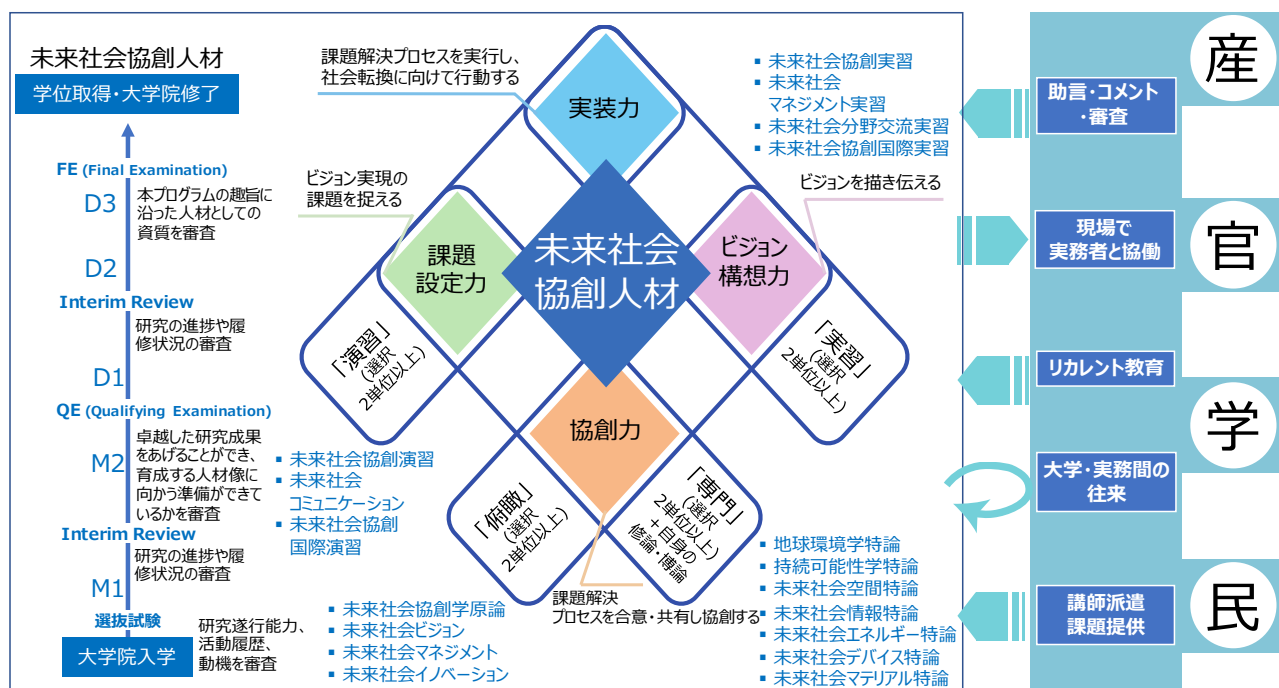 未来社会協創人材
学位取得・大学院修了
FE (Final Examination)
D3
本プログラムの趣旨に
沿った人材としての
資質を審査
D2
Interim Review
研究の進捗や履
修状況の審査
D1
QE (Qualifying Examination)
M2
卓越した研究成果
をあげることができ、
育成する人材像に
向かう準備ができて
いるかを審査
Interim Review
研究の進捗や履
修状況の審査
M1
選抜試験
大学院入学
研究遂行能力、
活動履歴、
動機を審査
課題解決プロセスを実行し、
社会転換に向けて行動する
実装力
ビジョン実現の
課題を捉える
課題
設定力
未来社会
協創人材
ビジョンを描き伝える
ビジョン
構想力
協創力
課題解決
プロセスを合意・共有し協創する
「演習」
(選択
2単位以上)
「実習」
(選択
2単位以上)
「俯瞰」
(選択
2単位以上)
「専門」
(選択
2単位以上)
+自身の
修論・博論
▪ 未来社会協創実習
▪ 未来社会
マネジメント実習
▪ 未来社会分野交流実習
▪ 未来社会協創国際実習
▪ 未来社会協創演習
▪ 未来社会
コミュニケーション
▪ 未来社会協創
国際演習
▪ 未来社会協創学原論
▪ 未来社会ビジョン
▪ 未来社会マネジメント
▪ 未来社会イノベーション
▪ 地球環境学特論
▪ 持続可能性学特論
▪ 未来社会空間特論
▪ 未来社会情報特論
▪ 未来社会エネルギー特論
▪ 未来社会デバイス特論
▪ 未来社会マテリアル特論
助言・コメント
・審査
現場で
実務者と協働
リカレント教育
大学・実務間の
往来
講師派遣
課題提供
産
官
学
民